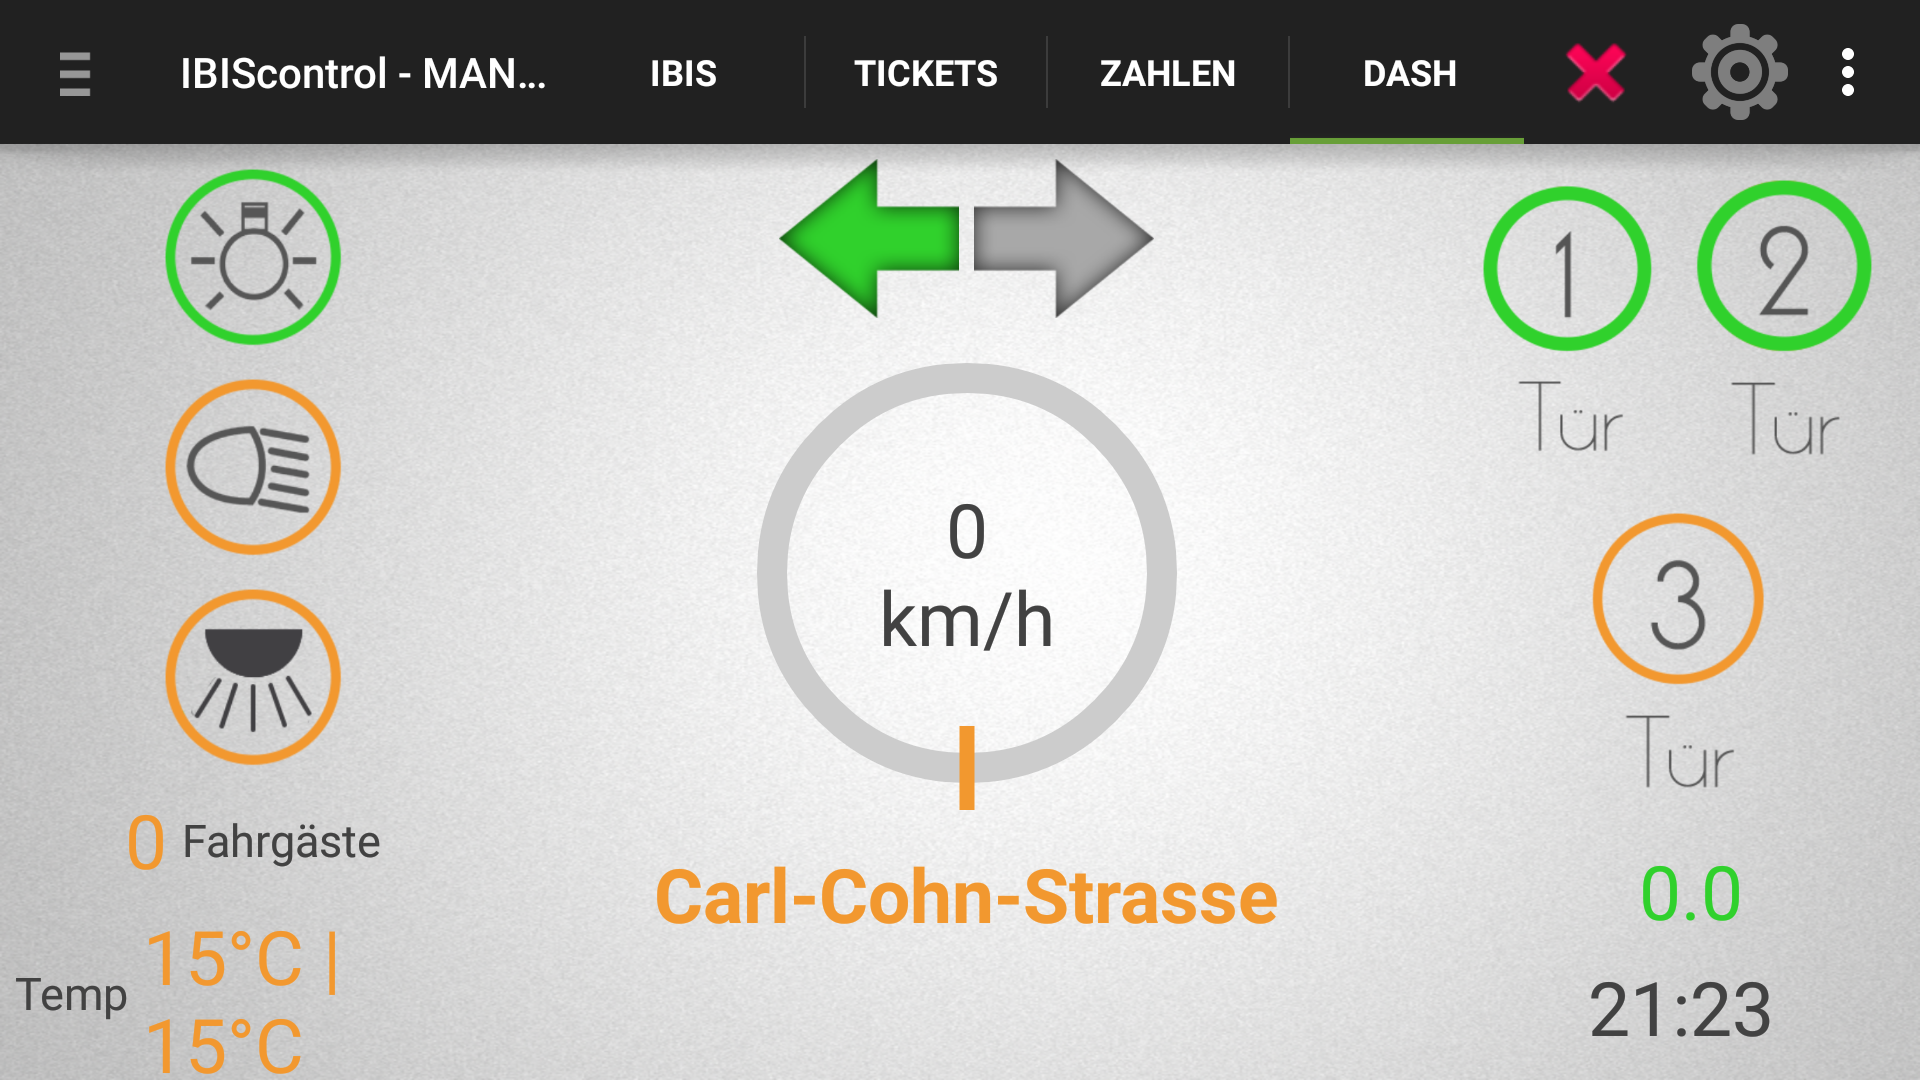 IBIScontrol - MAN...
IBIS
TICKETS
ZAHLEN
DASH
1
2
Tür
Tür
0
km/h
3
Tür
0 Fahrgäste
Carl-Cohn-Strasse
0.0
Temp
15°C |
15°C
21:23